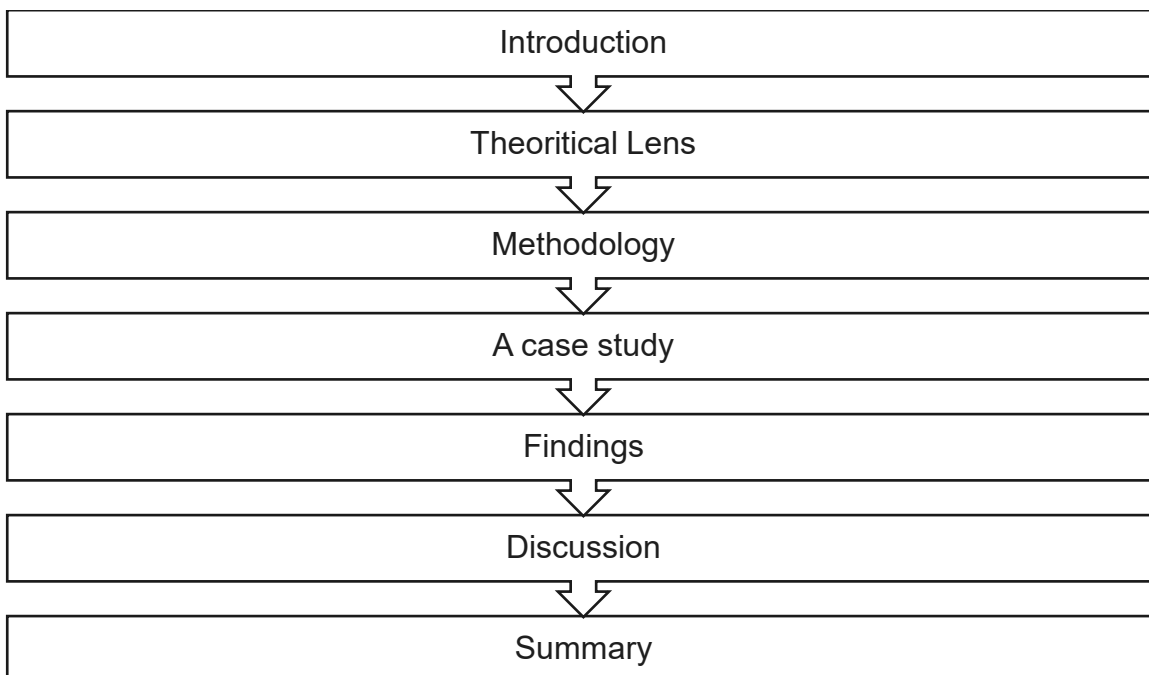 Introduction
Theoritical Lens
Methodology
A case study
Findings
Discussion
Summary